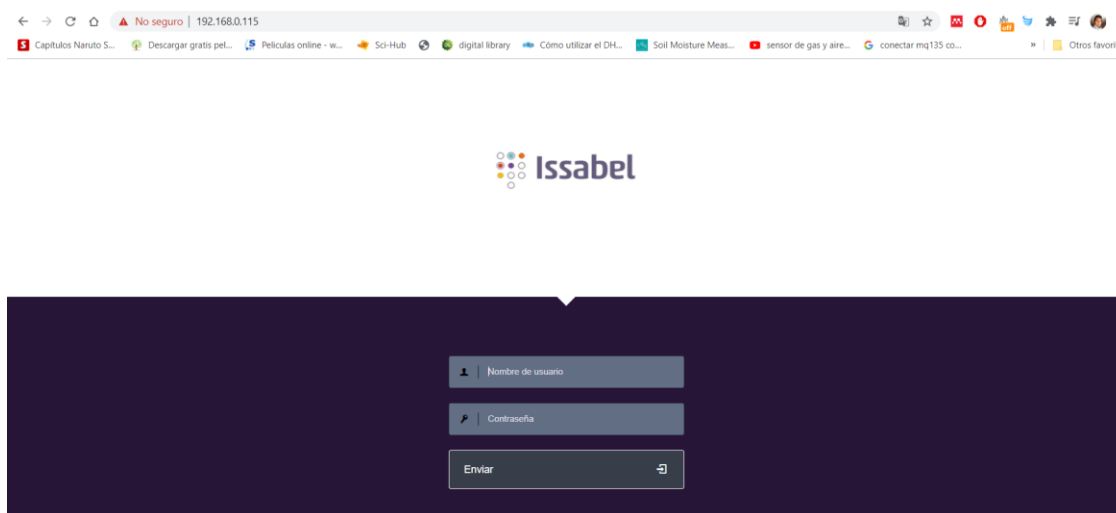 No seguro | 192.168.0.115
off
Capítulos Naruto S... Descargar gratis pel... Peliculas online - w... Sci-Hub digital library Cómo utilizar el DH... Soil Moisture Meas... sensor de gas y aire... conectar mq135 co... » Otros favori
Issabel
Nombre de usuario
Contraseña
Enviar